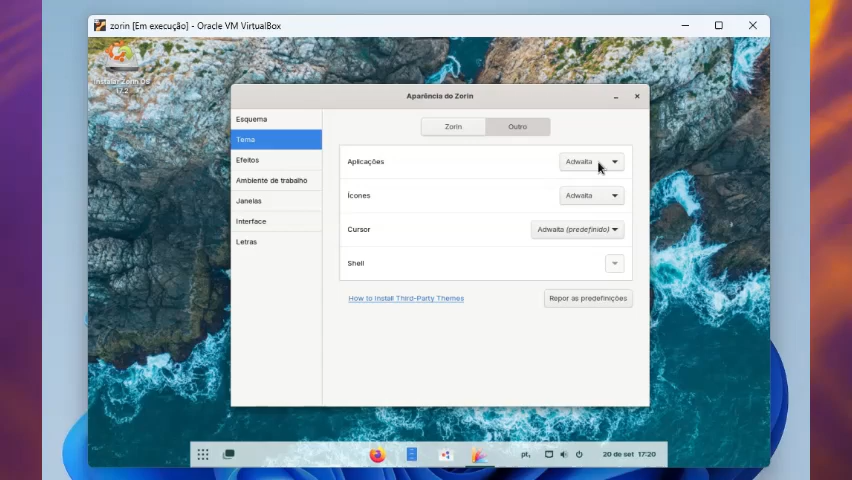 zorin [Em execução] - Oracle VM VirtualBox
Instalar Zorin OS
17.2
Aparência do Zorin
Esquema
Tema
Efeitos
Ambiente de trabalho
Janelas
Interface
Letras
Zorin
Outro
Aplicações
Adwaita
Ícones
Adwaita
Cursor
Adwaita (predefinido)
Shell
How to Install Third-Party Themes
Repor as predefinições
pt,
20 de set 17:20